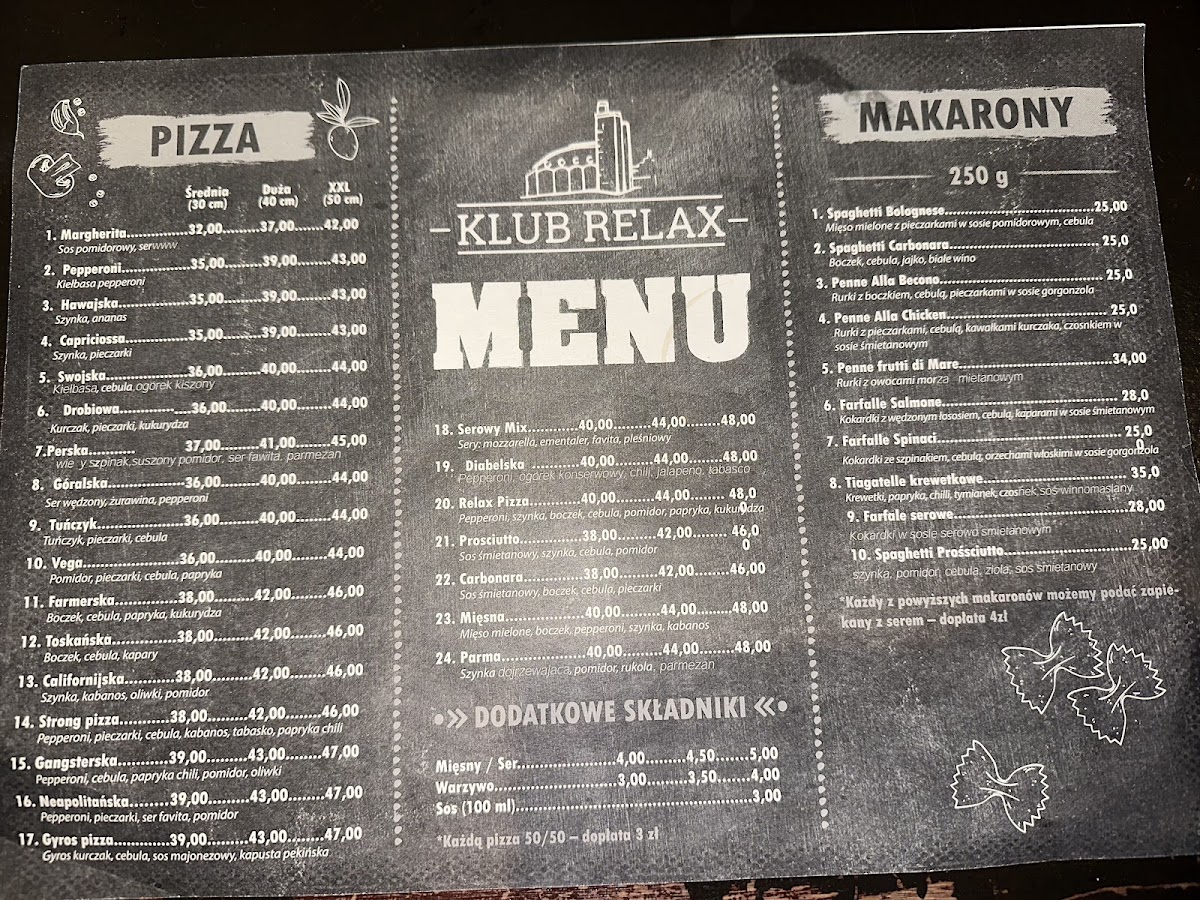 PIZZA
Średnia Duża XXL
(30 cm) (40 cm) (50 cm)
1. Margherita..............32,00.........37,00........42,00
Sos pomidorowy, serwww
2. Pepperoni................35,00.........39,00........43,00
Kiełbasa pepperoni
3. Hawajska.................35,00.........39,00........43,00
Szynka, ananas
4. Capriciossa..............35,00.........39,00........43,00
Szynka, pieczarki
5. Swojska..................36,00.........40,00........44,00
Kiełbasa, cebula,ogórek kiszony
6. Drobiowa.................36,00........40,00........44,00
Kurczak, pieczarki, kukurydza
7.Perska........... 37,00.........41,00........45,00
wie y szpinak,suszony pomidor, ser fawita, parmezan
8. Góralska.................36,00.........40,00........44,00
Ser wędzony, żurawina, pepperoni
9. Tuńczyk..................36,00.........40,00........44,00
Tuńczyk, pieczarki, cebula
10. Vega.....................36,00.........40,00........44,00
Pomidor, pieczarki, cebula, papryka
11. Farmerska..............38,00.........42,00........46,00
Boczek, cebula, papryka, kukurydza
12. Toskańska..............38,00.........42,00........46,00
Boczek, cebula, kapary
13. Californijska...........38,00.........42,00........46,00
Szynka, kabanos, oliwki, pomidor
14. Strong pizza...........38,00.........42,00........46,00
Pepperoni, pieczarki, cebula, kabanos, tabasko, papryka chili
15. Gangsterska............39,00.........43,00........47,00
Pepperoni, cebula, papryka chili, pomidor, oliwki
16. Neapolitańska.........39,00.........43,00........47,00
Pepperoni, pieczarki, ser favita, pomidor
17. Gyros pizza............39,00.........43,00........47,00
Gyros kurczak, cebula, sos majonezowy, kapusta pekińska
KLUB RELAX
MENU
18. Serowy Mix............40,00.........44,00........48,00
Sery: mozzarella, ementaler, favita, pleśniowy
19. Diabelska ............40,00.........44,00........48,00
Pepperoni, ogórek konserwowy, chili, jalapeno, tabasco
20. Relax Pizza............40,00.........44,00........ 48,0
0
Pepperoni, szynka, boczek, cebula, pomidor, papryka, kukurydza
21. Prosciutto..............38,00.........42,00........ 46,0
0
Sos śmietanowy, szynka, cebula, pomidor
22. Carbonara..............38,00.........42,00........46,00
Sos śmietanowy, boczek, cebula, pieczarki
23. Mięsna..................40,00.........44,00........48,00
Mięso mielone, boczek, pepperoni, szynka, kabanos
24. Parma...................40,00.........44,00........48,00
Szynka dojrzewająca, pomidor, rukola, parmezan
•» DODATKOWE SKŁADNIKI «•
Mięsny / Ser......................4,00.........4,50........5,00
Warzywo...........................3,00.........3,50........4,00
Sos (100 ml)......................................................3,00
*Każdą pizza 50/50 – dopłata 3 zł
MAKARONY
250 g
1. Spaghetti Bolognese...................................25,00
Mięso mielone z pieczarkami w sosie pomidorowym, cebula
2. Spaghetti Carbonara................................... 25,0
Boczek, cebula, jajko, białe wino
3. Penne Alla Becono..................................... 25,0
Rurki z boczkiem, cebulą, pieczarkami w sosie gorgonzola
4. Penne Alla Chicken.................................... 25,0
Rurki z pieczarkami, cebulą, kawałkami kurczaka, czosnkiem w
sosie śmietanowym
5. Penne frutti di Mare...................................34,00
Rurki z owocami morza mietanowym
6. Farfalle Salmone....................................... 28,0
Kokardki z wędzonym łososiem, cebulą, kaparami w sosie śmietanowym
7. Farfalle Spinaci......................................... 25,0
0
Kokardki ze szpinakiem, cebulą, orzechami włoskimi w sosie gorgonzola
8. Tiagatelle krewetkowe................................. 35,0
Krewetki, papryka, chilli, tymianek, czosnek,sos winnomaslany
9. Farfale serowe..........................................28,00
Kokardki w sosie serowo smietanowym
10. Spaghetti Prośsciutto.................................25,00
szynka, pomidor, cebula, zioła, sos śmietanowy
*Każdy z powyższych makaronów możemy podać zapie-
kany z serem – dopłata 4zł